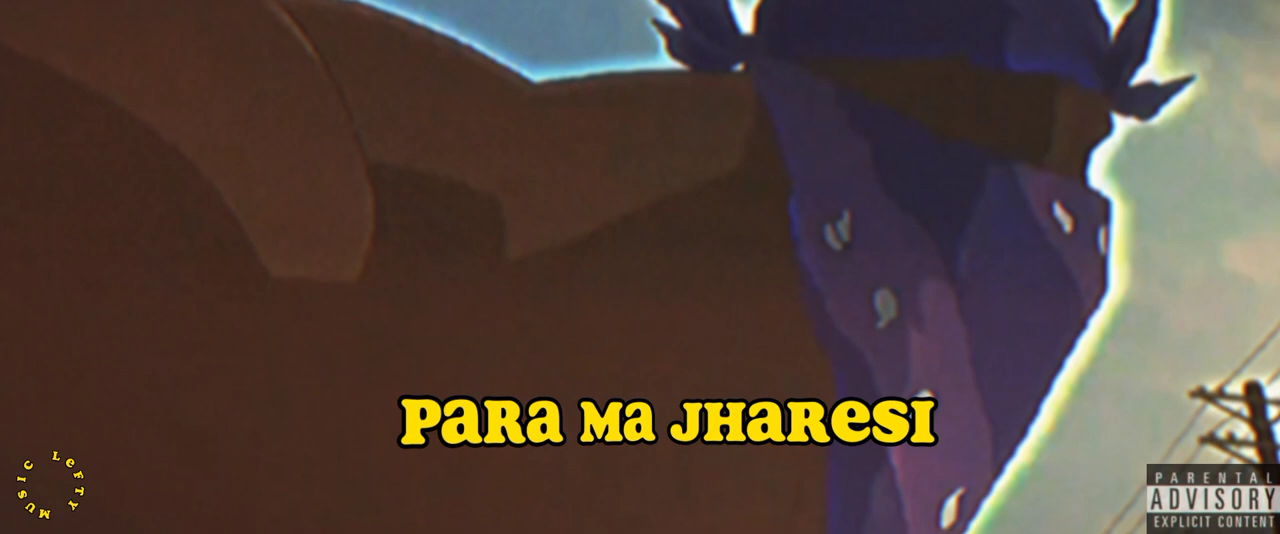 PARA MA JHARESI
LEFTY MUSIC
PARENTAL
ADVISORY
EXPLICIT CONTENT